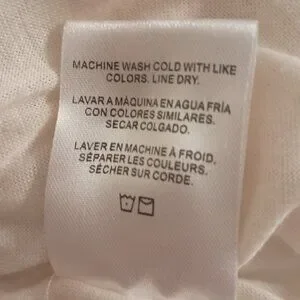 MACHINE WASH COLD WITH LIKE
COLORS. LINE DRY.
LAVAR A MÁQUINA EN AGUA FRÍA
CON COLORES SIMILARES.
SECAR COLGADO.
LAVER EN MACHINE À FROID.
SÉPARER LES COULEURS.
SÉCHER SUR CORDE.